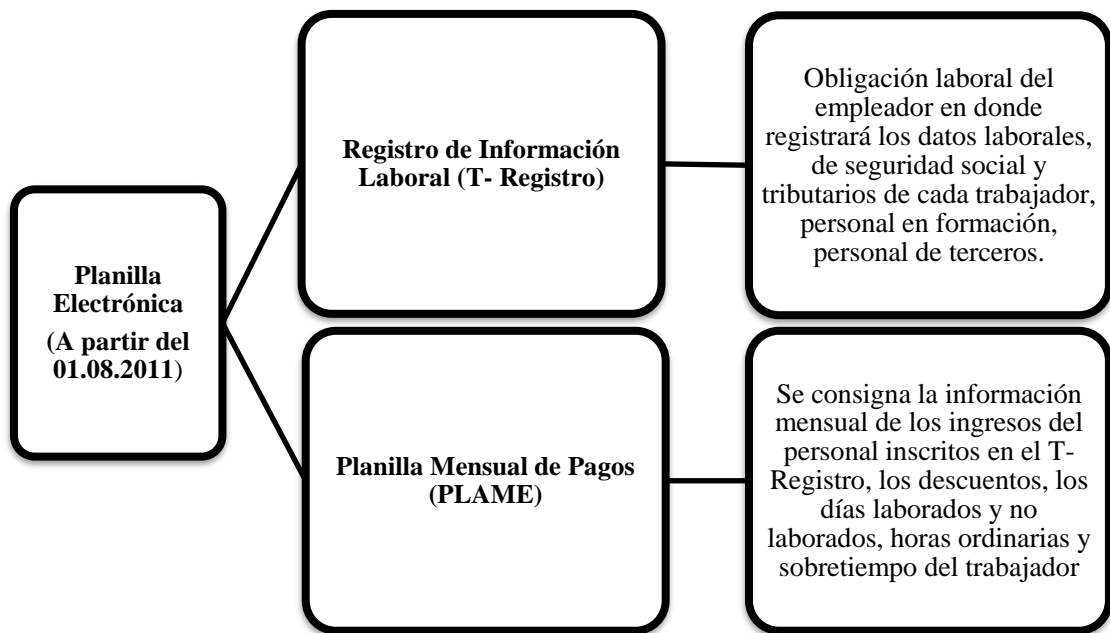 Planilla
Electrónica
(A partir del
01.08.2011)
Registro de Información
Laboral (T- Registro)
Obligación laboral del
empleador en donde
registrará los datos laborales,
de seguridad social y
tributarios de cada trabajador,
personal en formación,
personal de terceros.
Planilla Mensual de Pagos
(PLAME)
Se consigna la información
mensual de los ingresos del
personal inscritos en el T-
Registro, los descuentos, los
días laborados y no
laborados, horas ordinarias y
sobretiempo del trabajador